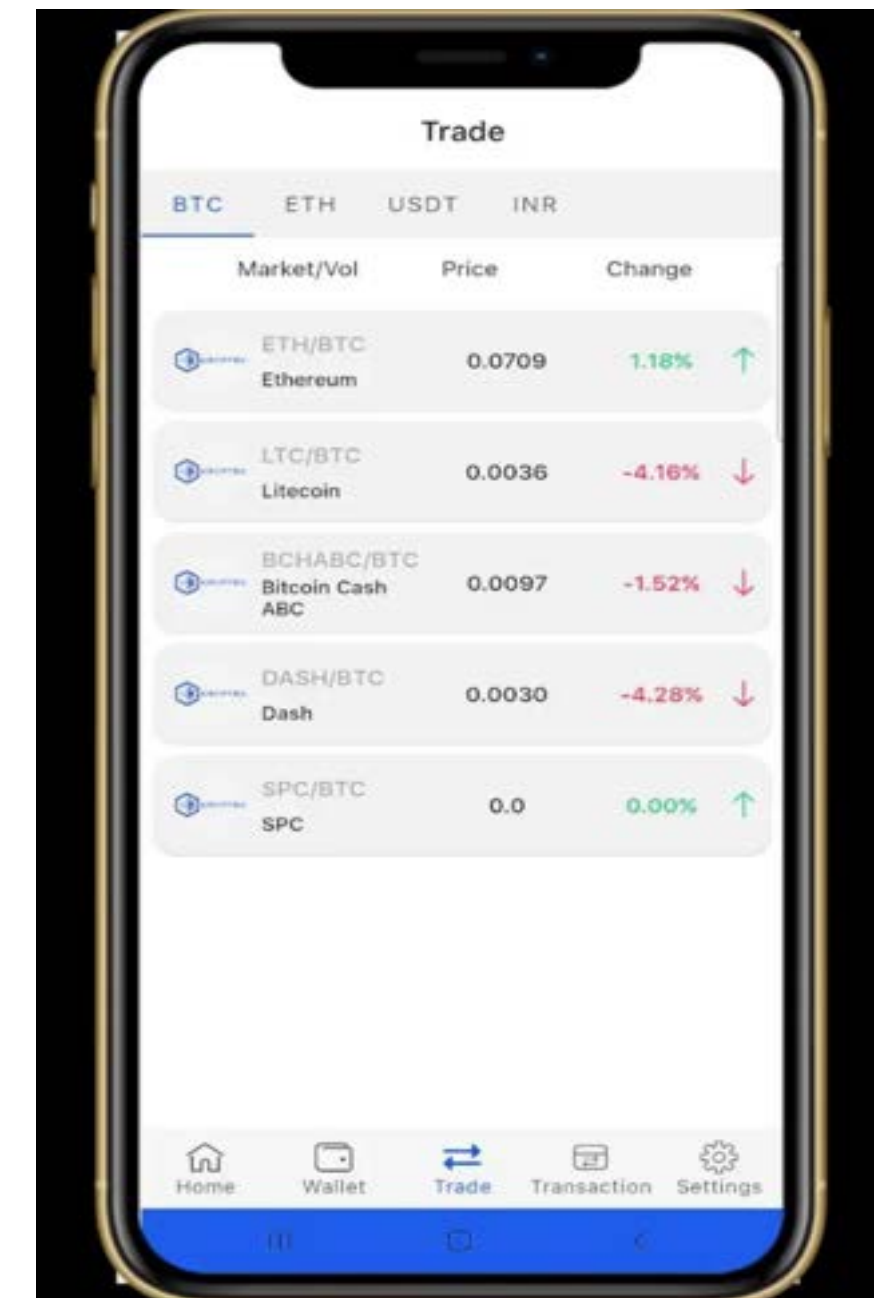 Trade
BTC ETH USDT INR
Market/Vol Price Change
ETH/BTC
Ethereum 0.0709 1.18% ↑
LTC/BTC
Litecoin 0.0036 -4.16% ↓
BCHABC/BTC
Bitcoin Cash 0.0097 -1.52% ↓
ABC
DASH/BTC
Dash 0.0030 -4.28% ↓
SPC/BTC
SPC 0.0 0.00% ↑
Home Wallet Trade Transaction Settings